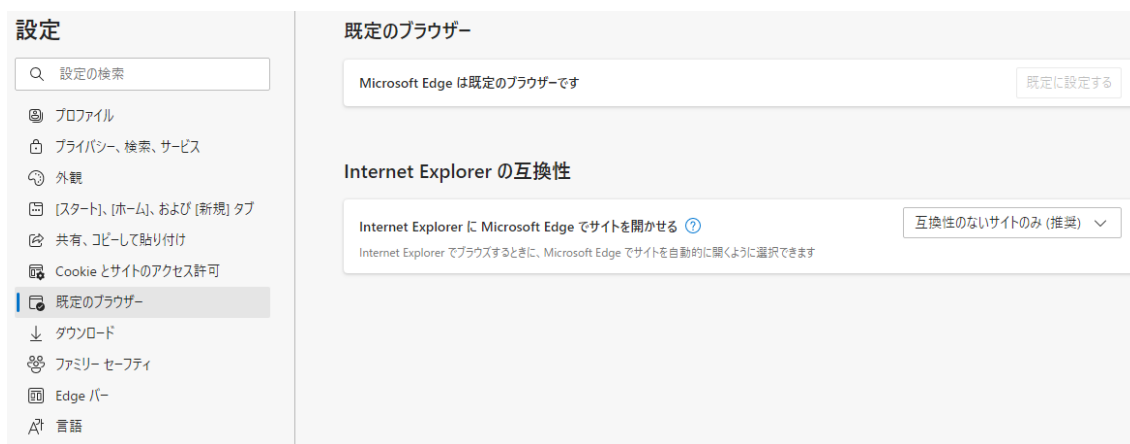 設定
設定の検索
プロファイル
プライバシー、検索、サービス
外観
[スタート]、[ホーム]、および [新規] タブ
共有、コピーして貼り付け
Cookie とサイトのアクセス許可
既定のブラウザー
ダウンロード
ファミリー セーフティ
Edge バー
言語
既定のブラウザー
Microsoft Edge は既定のブラウザーです
既定に設定する
Internet Explorer の互換性
Internet Explorer に Microsoft Edge でサイトを開かせる
互換性のないサイトのみ (推奨)
Internet Explorer でブラウズするときに、Microsoft Edge でサイトを自動的に開くように選択できます